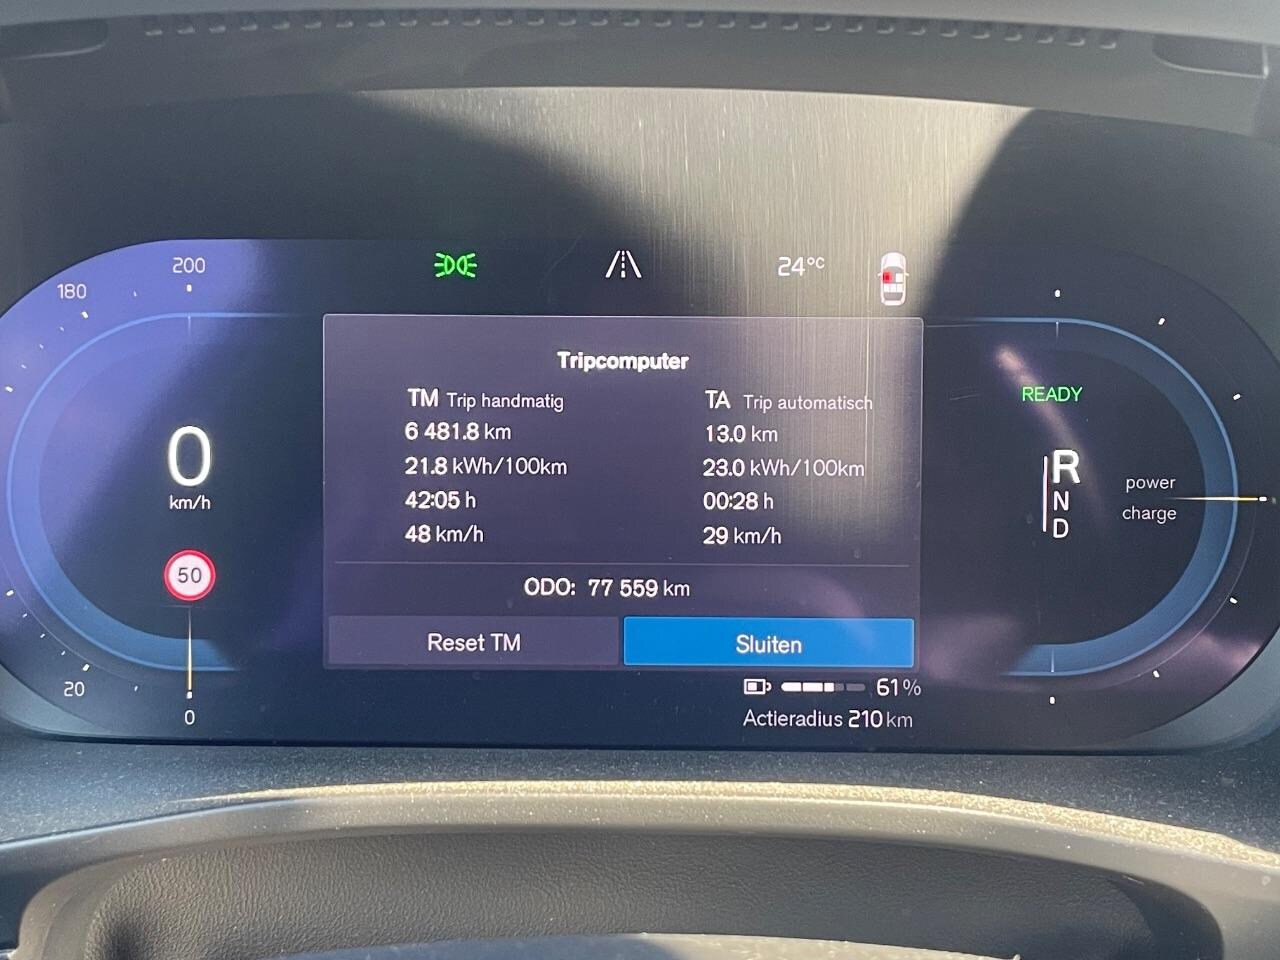 200
180
24°C
Tripcomputer
TM Trip handmatig
6 481.8 km
21.8 kWh/100km
42:05 h
48 km/h
TA Trip automatisch
13.0 km
23.0 kWh/100km
00:28 h
29 km/h
ODO: 77 559 km
Reset TM
Sluiten
61%
Actieradius 210 km
0
km/h
50
20
0
READY
R
N
D
power
charge